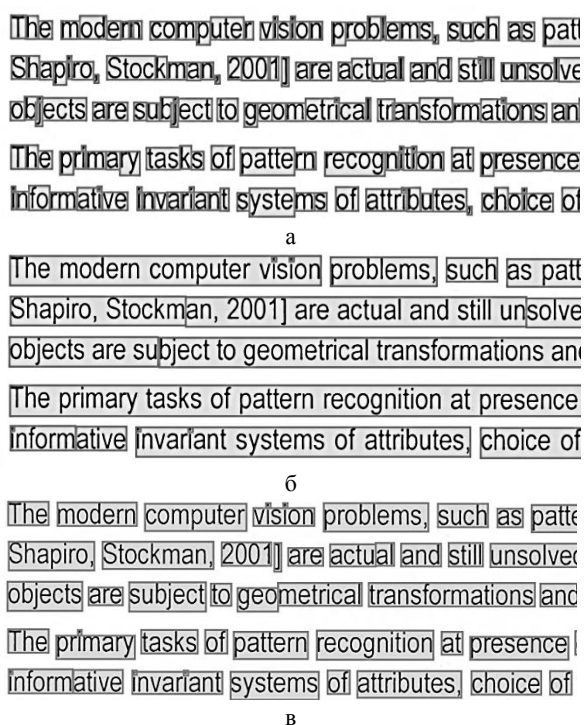 The modern computer vision problems, such as patt
Shapiro, Stockman, 2001] are actual and still unsolve
objects are subject to geometrical transformations an
The primary tasks of pattern recognition at presence
informative invariant systems of attributes, choice of
а
The modern computer vision problems, such as patt
Shapiro, Stockman, 2001] are actual and still unsolve
objects are subject to geometrical transformations and
The primary tasks of pattern recognition at presence
informative invariant systems of attributes, choice of
б
The modern computer vision problems, such as patte
Shapiro, Stockman, 2001] are actual and still unsolved
objects are subject to geometrical transformations and
The primary tasks of pattern recognition at presence
informative invariant systems of attributes, choice of
в